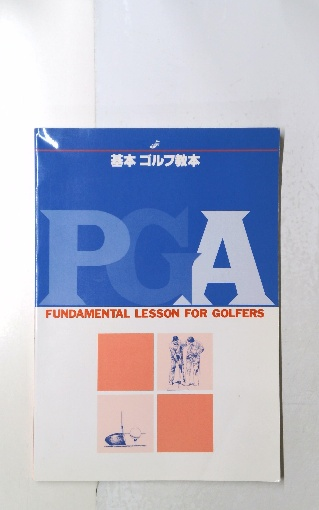 基本 ゴルフ教本
PGA
FUNDAMENTAL LESSON FOR GOLFERS